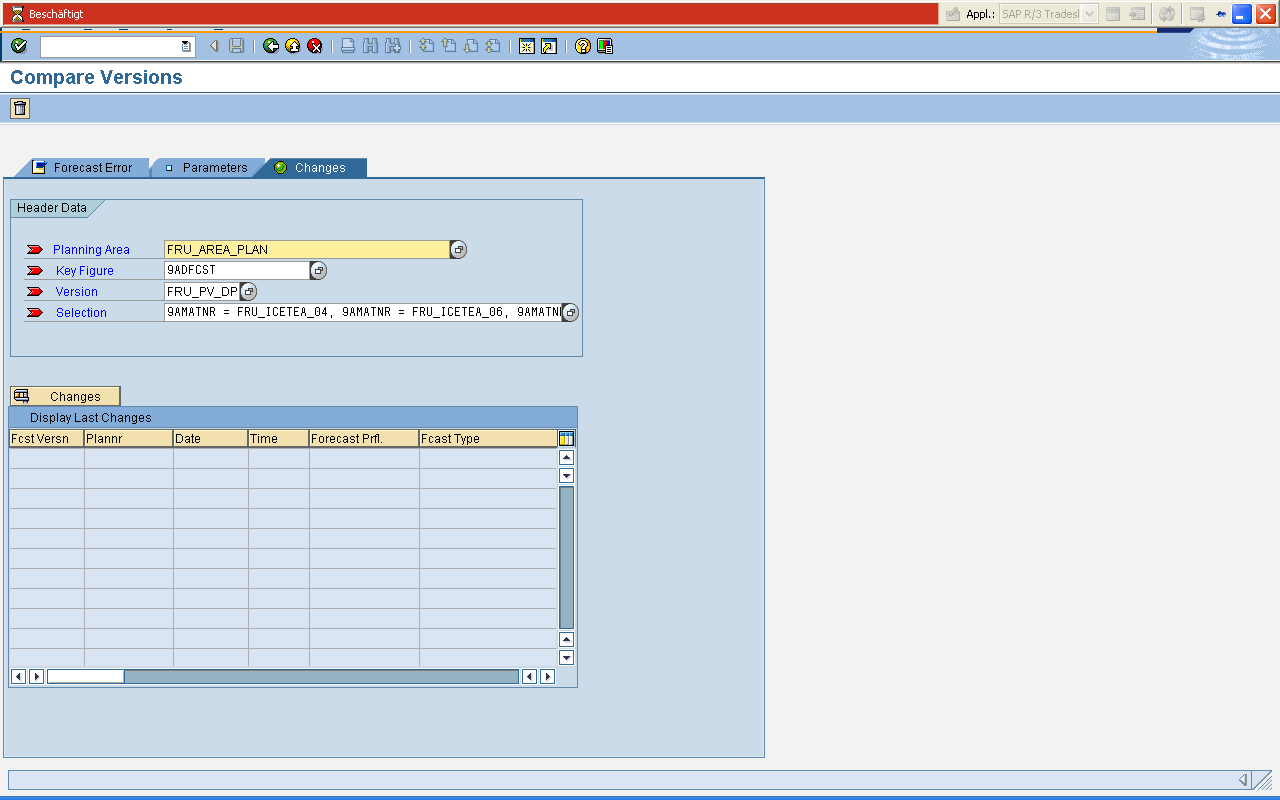 Beschäftigt
Appl.: SAP R/3 Tradesl
Compare Versions
Forecast Error Parameters Changes
Header Data
Planning Area FRU_AREA_PLAN
Key Figure 9ADFCST
Version FRU_PV_DP
Selection 9AMATNR = FRU_ICETEA_04, 9AMATNR = FRU_ICETEA_06, 9AMATN
Changes
Display Last Changes
Fcst Versn Plannr Date Time Forecast Prfl. Fcast Type